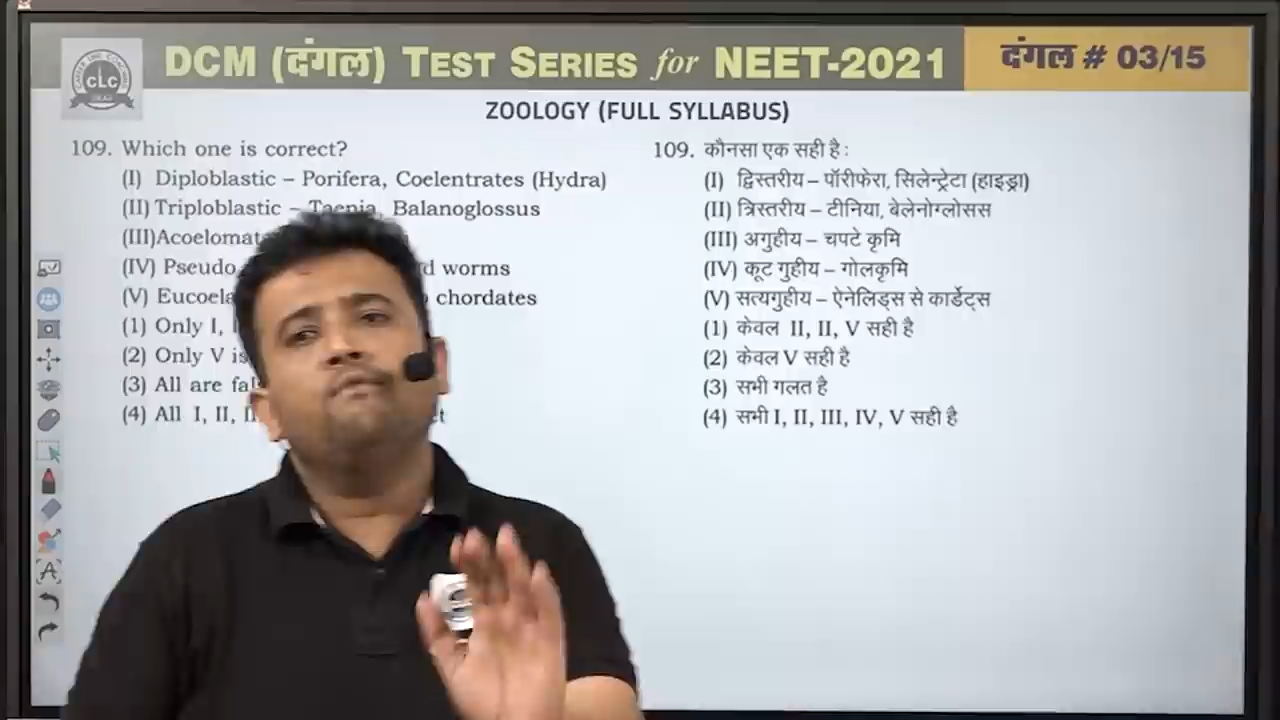 DCM (दंगल) TEST SERIES for NEET-2021
दंगल # 03/15
CLC
ZOOLOGY (FULL SYLLABUS)
109. Which one is correct?
(I) Diploblastic – Porifera, Coelentrates (Hydra)
(II) Triploblastic – Taenia, Balanoglossus
(III)
(IV) Pseudo worms
(V) chordates
(1) Only I,
(2) Only V is
(3) All are
(4) All I, II,
109. कौनसा एक सही है :
(I) द्विस्तरीय – पॉरीफेरा, सिलेन्ट्रेटा (हाइड्रा)
(II) त्रिस्तरीय – टीनिया, बेलेनोग्लोसस
(III) अगुहीय – चपटे कृमि
(IV) कूट गुहीय – गोलकृमि
(V) सत्यगुहीय – ऐनेलिड्स से कार्डेट्स
(1) केवल II, II, V सही है
(2) केवल V सही है
(3) सभी गलत है
(4) सभी I, II, III, IV, V सही है